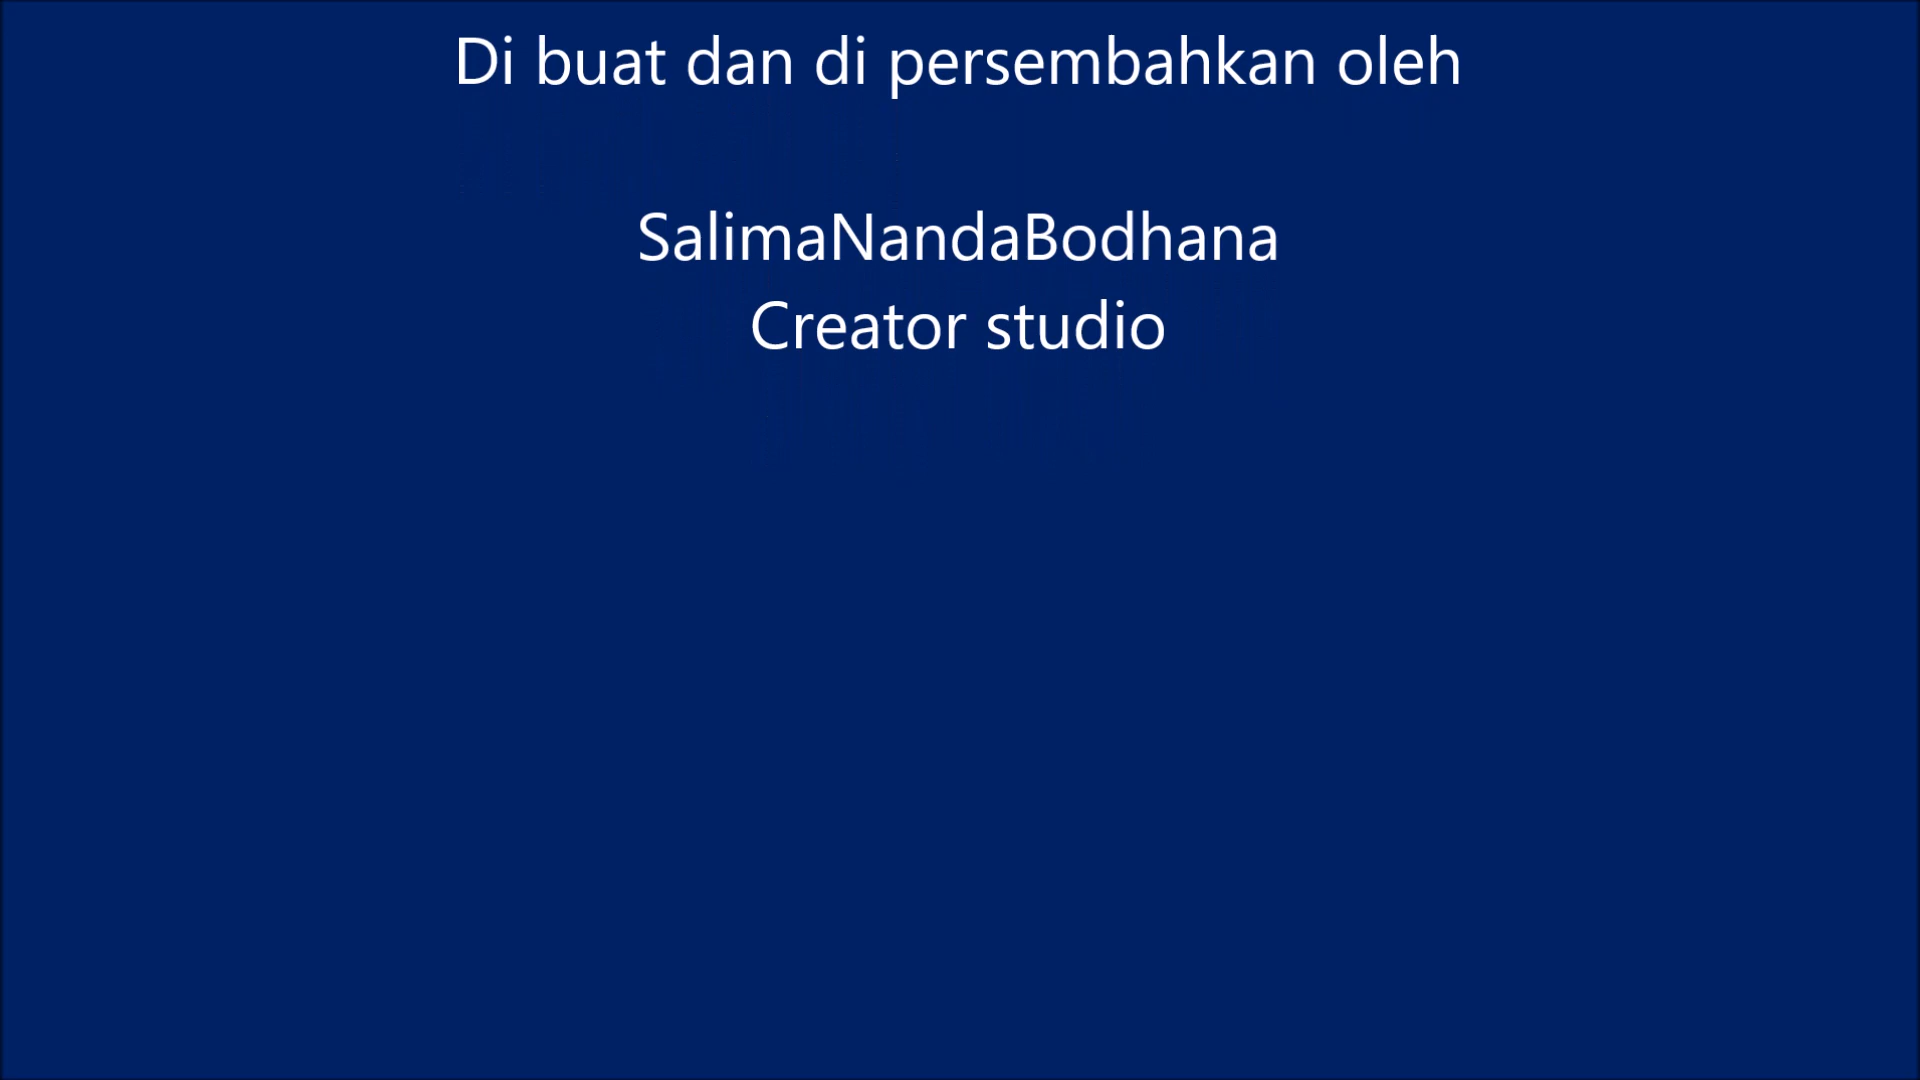 Di buat dan di persembahkan oleh
SalimaNandaBodhana
Creator studio